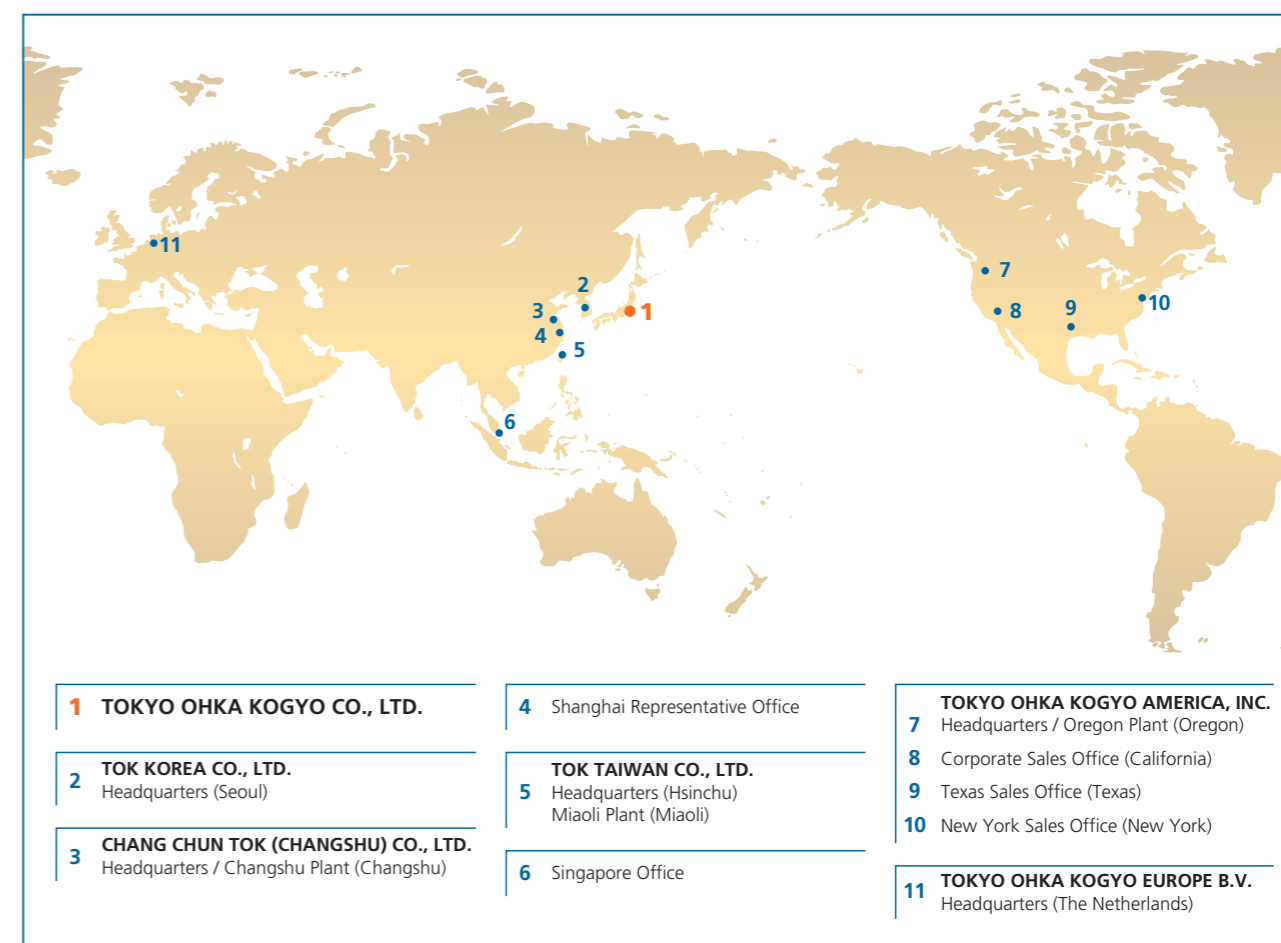 11
2
3
1
4
5
6
7
8
9
10
1 TOKYO OHKA KOGYO CO., LTD.
2 TOK KOREA CO., LTD.
Headquarters (Seoul)
3 CHANG CHUN TOK (CHANGSHU) CO., LTD.
Headquarters / Changshu Plant (Changshu)
4 Shanghai Representative Office
5 TOK TAIWAN CO., LTD.
Headquarters (Hsinchu)
Miaoli Plant (Miaoli)
6 Singapore Office
TOKYO OHKA KOGYO AMERICA, INC.
7 Headquarters / Oregon Plant (Oregon)
8 Corporate Sales Office (California)
9 Texas Sales Office (Texas)
10 New York Sales Office (New York)
11 TOKYO OHKA KOGYO EUROPE B.V.
Headquarters (The Netherlands)